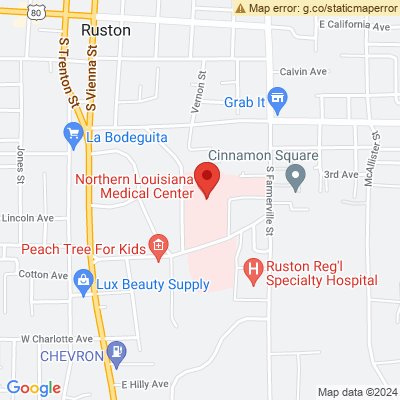 Map error: g.co/staticmaperror
80
Ruston
E California Ave
S Trenton St
S Vienna St
Vernon St
Calvin Ave
Grab It
La Bodeguita
Jones St
McAllister St
Cinnamon Square
3rd Ave
Northern Louisiana
Medical Center
S Farmerville St
Lincoln Ave
Peach Tree For Kids
Cotton Ave
Lux Beauty Supply
H
Ruston Reg'l
Specialty Hospital
W Charlotte Ave
CHEVRON
E Hilly Ave
Google
Map data ©2024